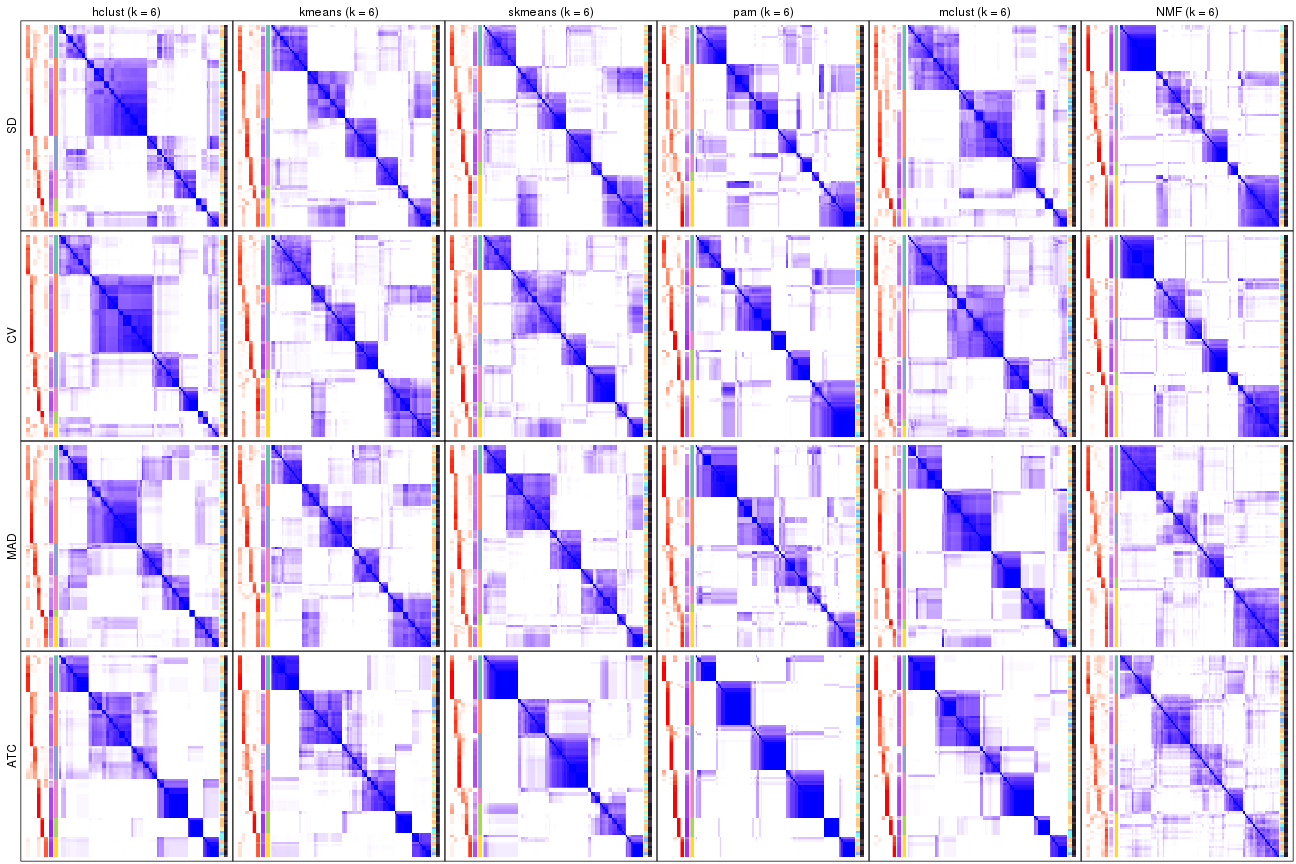 hclust (k = 6) kmeans (k = 6) skmeans (k = 6) pam (k = 6) mclust (k = 6) NMF (k = 6)
SD
CV
MAD
ATC